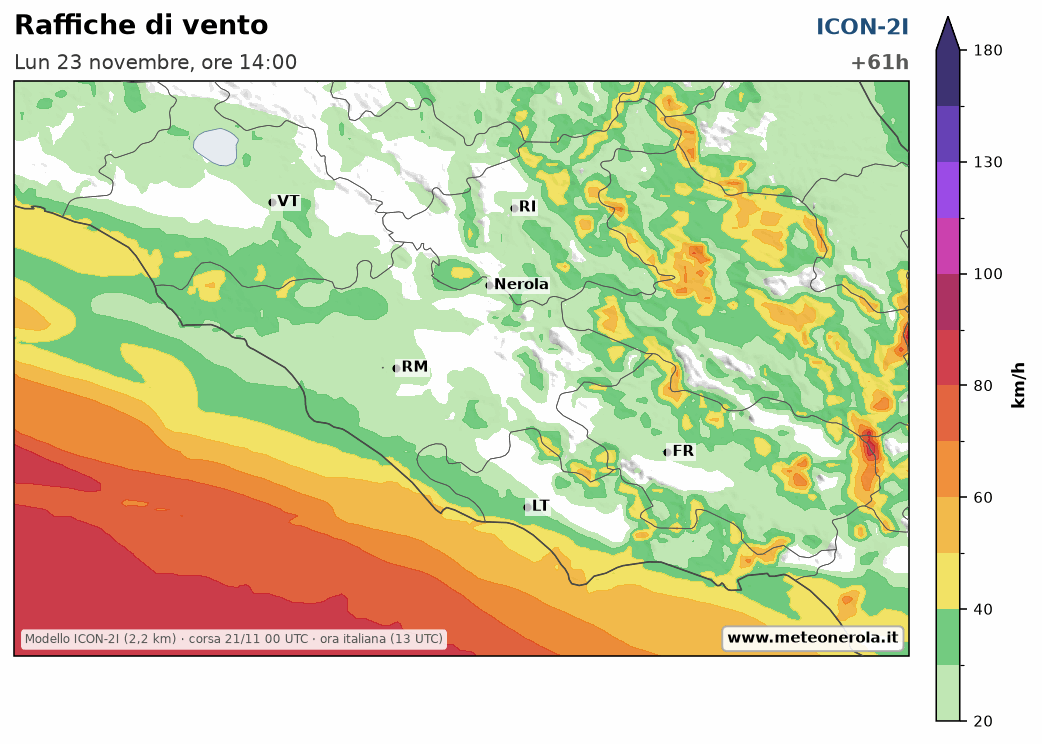 Raffiche di vento
ICON-2I
Lun 23 novembre, ore 14:00
+61h
VT
RI
Nerola
RM
FR
LT
180
130
100
80
60
40
20
km/h
Modello ICON-2I (2,2 km) · corsa 21/11 00 UTC · ora italiana (13 UTC)
www.meteonerola.it